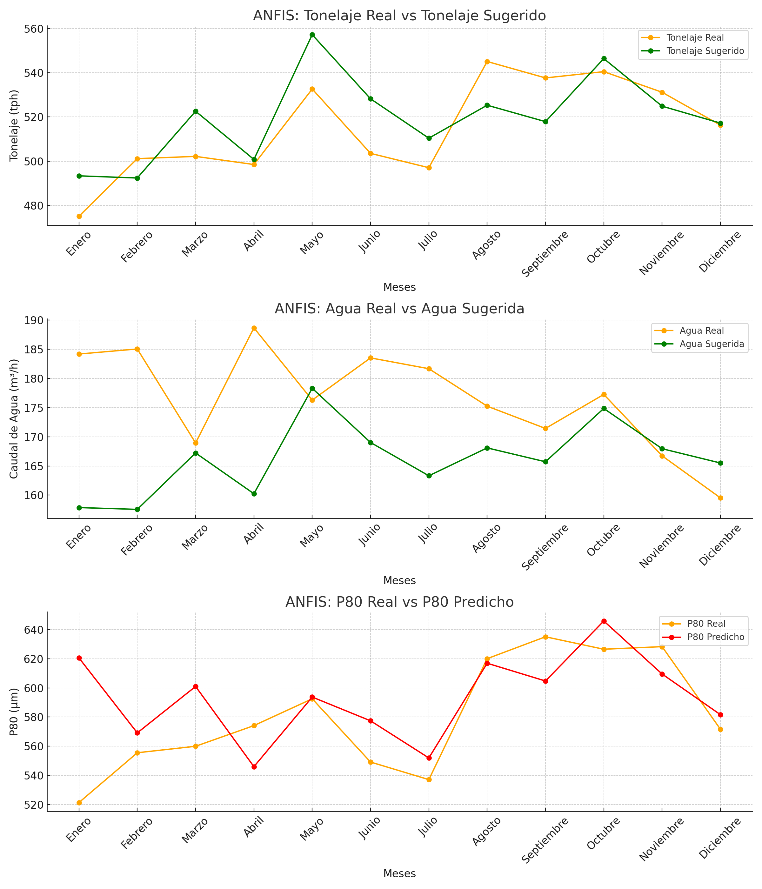 ANFIS: Tonelaje Real vs Tonelaje Sugerido
Tonelaje Real
Tonelaje Sugerido
Tonelaje (tph)
560
540
520
500
480
Enero
Febrero
Marzo
Abril
Mayo
Junio
Julio
Agosto
Septiembre
Octubre
Noviembre
Diciembre
Meses
ANFIS: Agua Real vs Agua Sugerida
Agua Real
Agua Sugerida
Caudal de Agua (m³/h)
190
185
180
175
170
165
160
Enero
Febrero
Marzo
Abril
Mayo
Junio
Julio
Agosto
Septiembre
Octubre
Noviembre
Diciembre
Meses
ANFIS: P80 Real vs P80 Predicho
P80 Real
P80 Predicho
P80 (µm)
640
620
600
580
560
540
520
Enero
Febrero
Marzo
Abril
Mayo
Junio
Julio
Agosto
Septiembre
Octubre
Noviembre
Diciembre
Meses